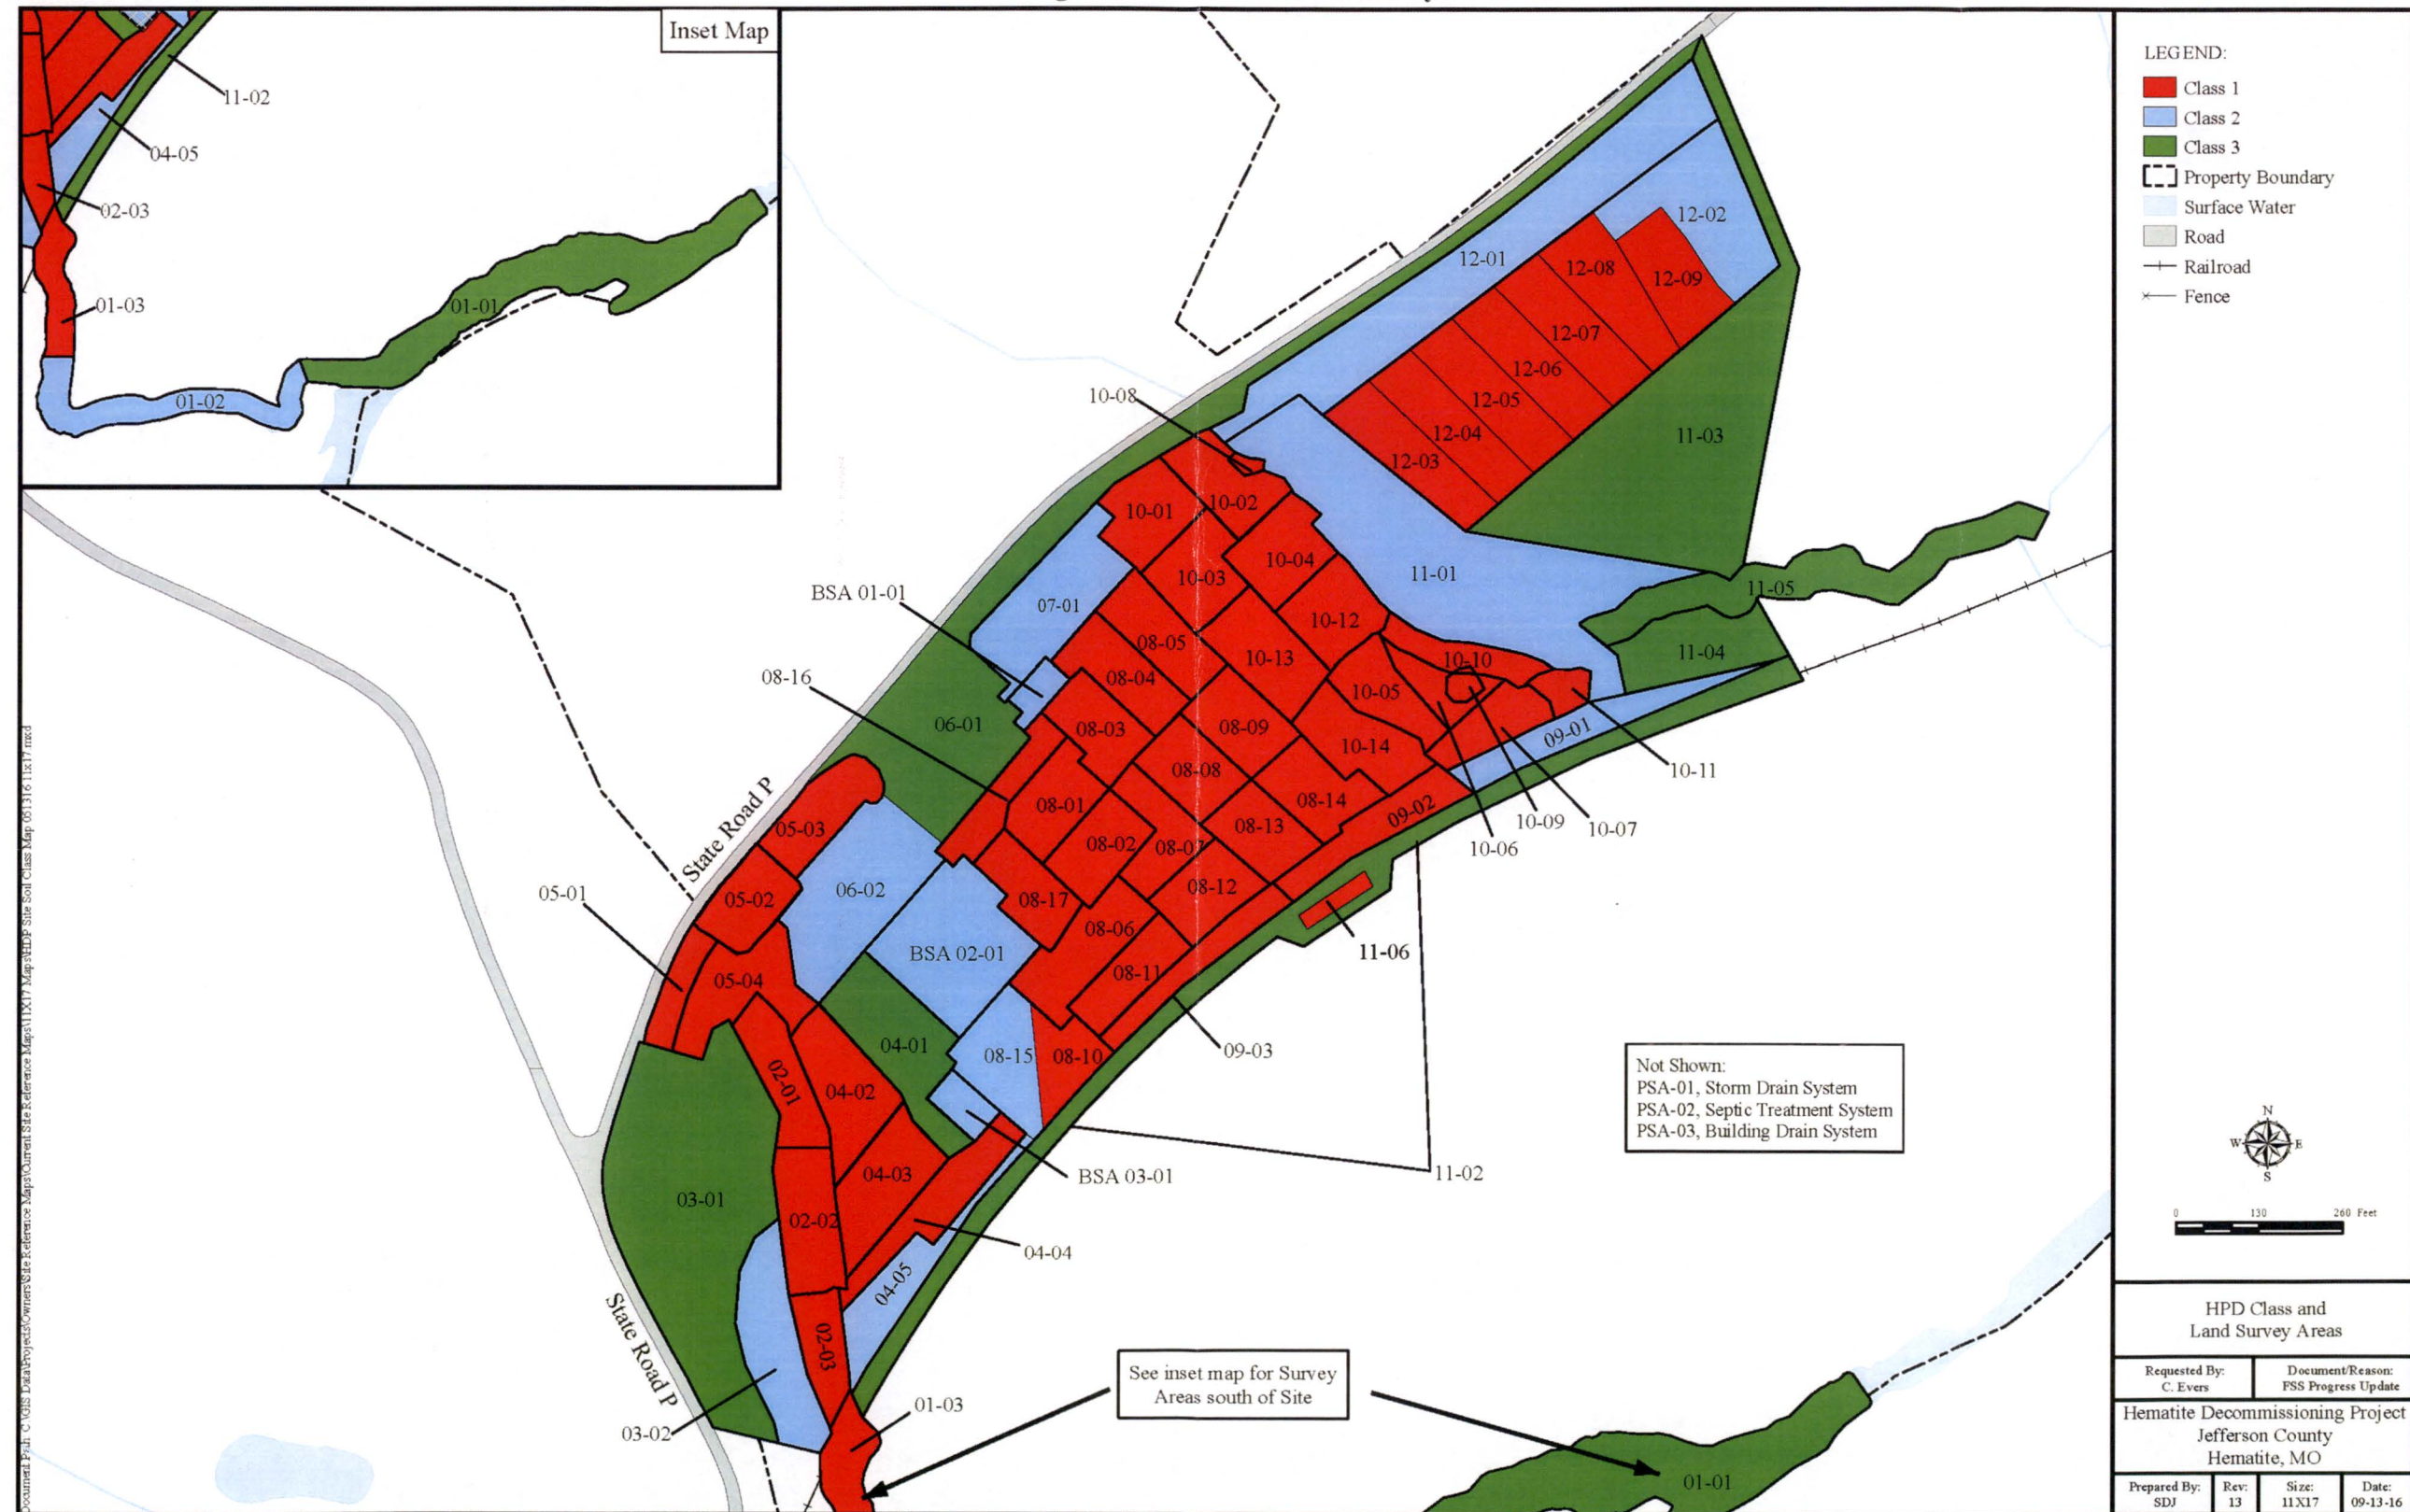 Inset Map
11-02
04-05
02-03
01-03
01-01
01-02
LEGEND:
Class 1
Class 2
Class 3
Property Boundary
Surface Water
Road
Railroad
Fence
12-02
12-01
12-08
12-09
12-07
12-06
12-05
12-04
12-03
11-03
10-08
10-02
10-01
10-04
10-03
11-01
11-05
BSA 01-01
07-01
10-12
08-05
10-13
10-10
11-04
08-16
08-04
10-05
06-01
08-03
08-09
09-01
10-14
08-08
10-11
08-01
08-14
09-02
State Road P
05-03
08-13
10-09
10-07
08-02
08-07
10-06
05-01
05-02
06-02
08-12
08-17
08-06
BSA 02-01
11-06
05-04
08-11
04-01
08-15
08-10
09-03
02-01
04-02
Not Shown:
PSA-01, Storm Drain System
PSA-02, Septic Treatment System
PSA-03, Building Drain System
N
W
E
S
04-03
BSA 03-01
11-02
03-01
02-02
04-04
04-05
0 130 260 Feet
State Road P
02-03
See inset map for Survey
Areas south of Site
01-03
03-02
01-01
HPD Class and
Land Survey Areas
Requested By:
C. Evers
Document/Reason:
FSS Progress Update
Hematite Decommissioning Project
Jefferson County
Hematite, MO
Prepared By:
SDJ
Rev:
13
Size:
11X17
Date:
09-13-16